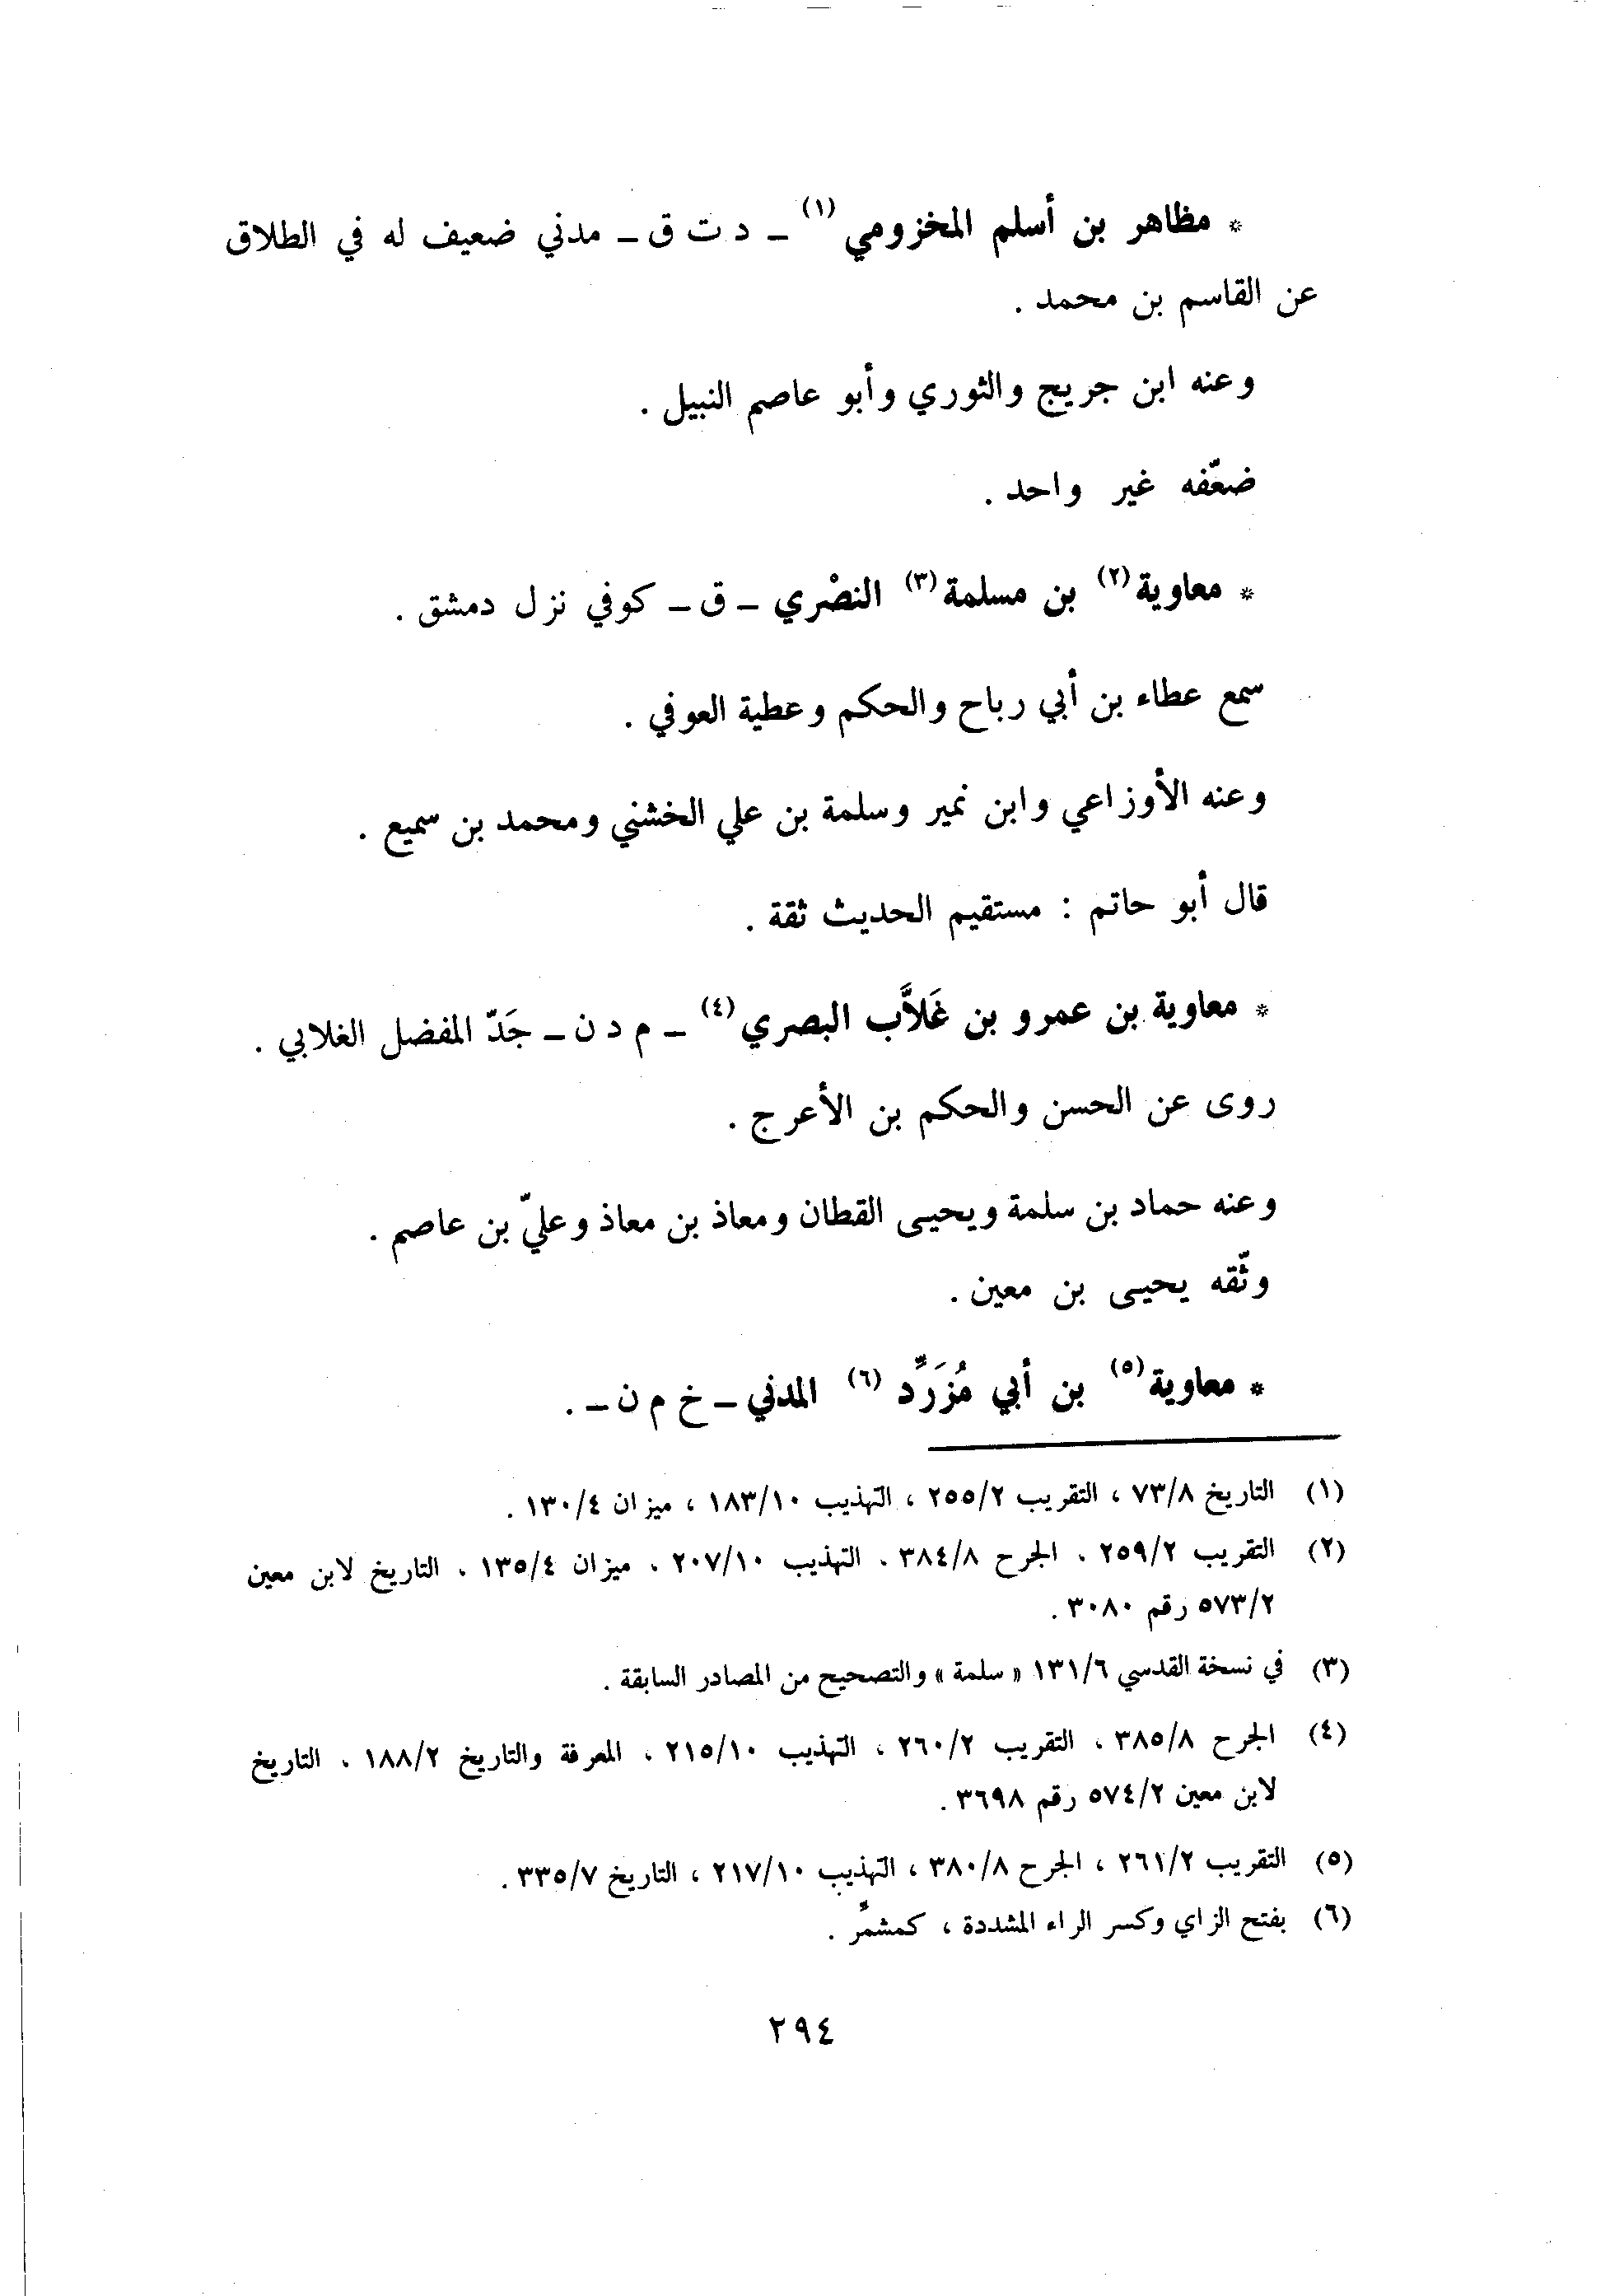 * مظاهر بن أسلم المخزومي (١) ـ د ت ق ـ مدني ضعيف له في الطلاق
عن القاسم بن محمد .
وعنه ابن جريج والثوري وأبو عاصم النبيل .
ضعّفه غير واحد .
* معاوية (٢) بن مسلمة (٣) النصْري ـ ق ـ كوفي نزل دمشق .
سمع عطاء بن أبي رباح والحكم وعطية العوفي .
وعنه الأوزاعي وابن نمير وسلمة بن علي الخشني ومحمد بن سميع .
قال أبو حاتم : مستقيم الحديث ثقة .
* معاوية بن عمرو بن غَلاَّب البصري (٤) ـ م د ن ـ جَدّ المفضل الغلابي .
روى عن الحسن والحكم بن الأعرج .
وعنه حماد بن سلمة ويحيى القطان ومعاذ بن معاذ وعليّ بن عاصم .
وثّقه يحيى بن معين .
* معاوية (٥) بن أبي مُزَرِّد (٦) المدني ـ خ م ن ـ .
(١) التاريخ ٧٣/٨ ، التقريب ٢٥٥/٢ ، التهذيب ١٨٣/١٠ ، ميزان ١٣٠/٤ .
(٢) التقريب ٢٥٩/٢ ، الجرح ٣٨٤/٨ ، التهذيب ٢٠٧/١٠ ، ميزان ١٣٥/٤ ، التاريخ لابن معين
٥٧٣/٢ رقم ٣٠٨٠ .
(٣) في نسخة القدسي ١٣١/٦ « سلمة » والتصحيح من المصادر السابقة .
(٤) الجرح ٣٨٥/٨ ، التقريب ٢٦٠/٢ ، التهذيب ٢١٥/١٠ ، المعرفة والتاريخ ١٨٨/٢ ، التاريخ
لابن معين ٥٧٤/٢ رقم ٣٦٩٨ .
(٥) التقريب ٢٦١/٢ ، الجرح ٣٨٠/٨ ، التهذيب ٢١٧/١٠ ، التاريخ ٣٣٥/٧ .
(٦) بفتح الزاي وكسر الراء المشددة ، كمشمِّر .
٢٩٤